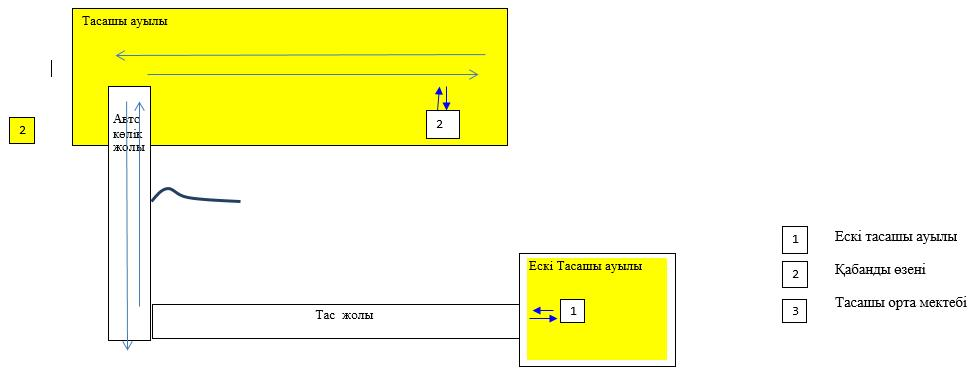 Тасашы ауылы
2
2
Авто
көлік
жолы
Ескі Тасашы ауылы
1
Тас жолы
1 Ескі тасашы ауылы
2 Қабанды өзені
3 Тасашы орта мектебі